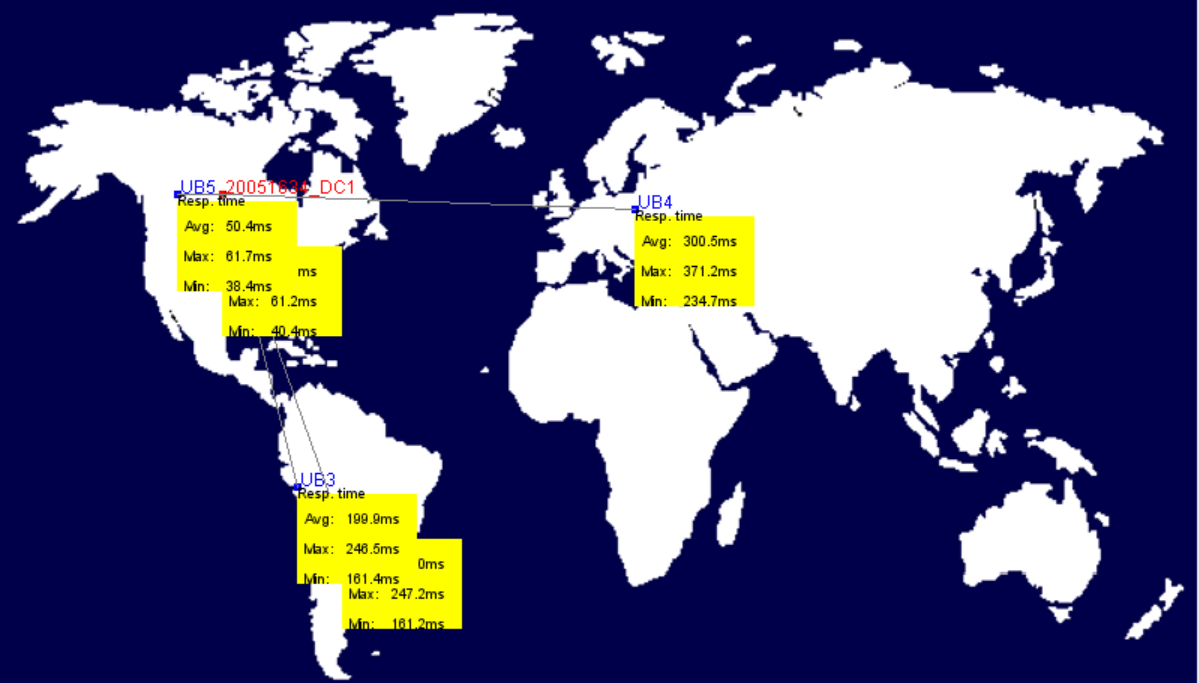 UB5
20051634_DC1
Resp. time
Avg: 50.4ms
Max: 61.7ms
Min: 38.4ms
ms
Max: 61.2ms
Min: 40.4ms
UB4
Resp. time
Avg: 300.5ms
Max: 371.2ms
Min: 234.7ms
UB3
Resp. time
Avg: 199.9ms
Max: 246.5ms
Min: 161.4ms
0ms
Max: 247.2ms
Min: 161.2ms